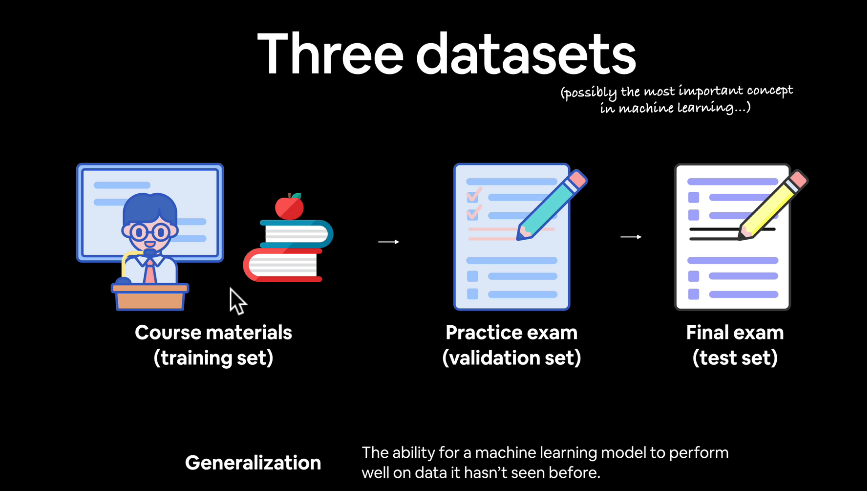 Three datasets
(possibly the most important concept
in machine learning...)
Course materials
(training set)
Practice exam
(validation set)
Final exam
(test set)
Generalization
The ability for a machine learning model to perform
well on data it hasn't seen before.